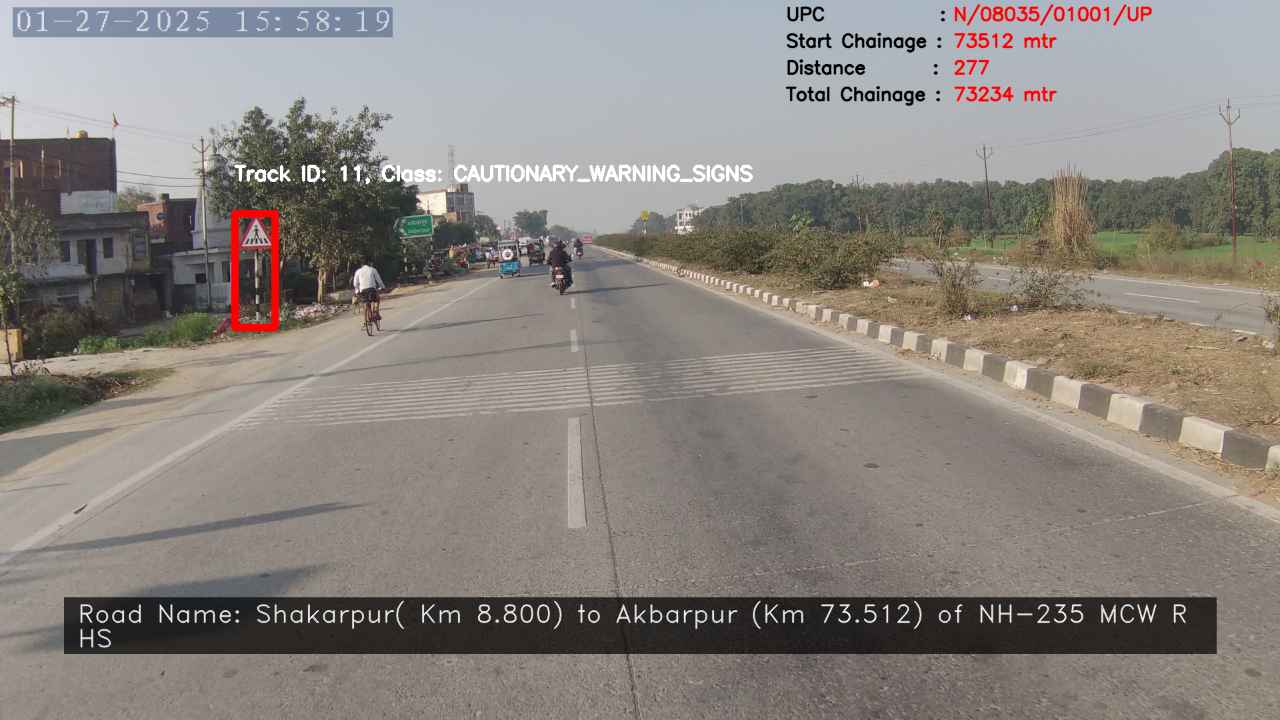 01-27-2025 15:58:19
UPC : N/08035/01001/UP
Start Chainage : 73512 mtr
Distance : 277
Total Chainage : 73234 mtr
Track ID: 11, Class: CAUTIONARY_WARNING_SIGNS
Road Name: Shakarpur( Km 8.800) to Akbarpur (Km 73.512) of NH-235 MCW R
HS